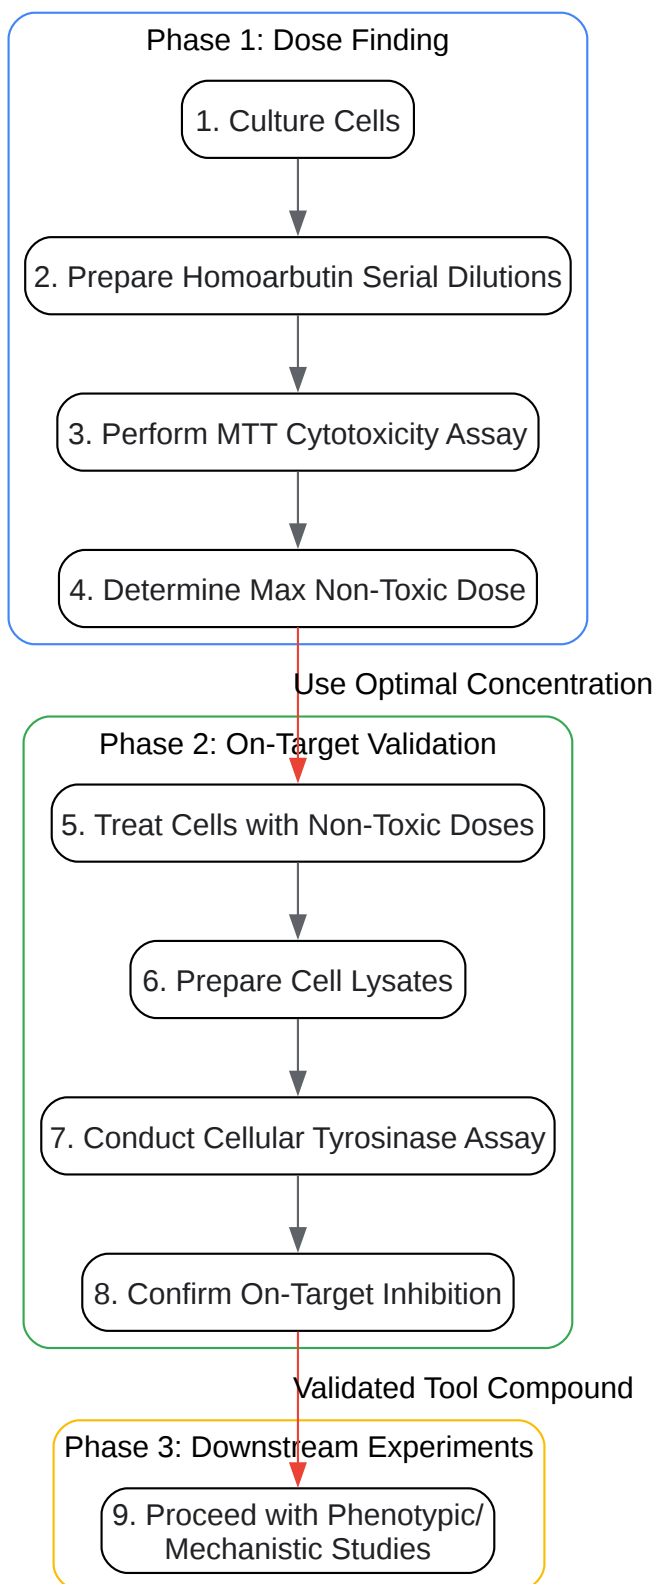 Phase 1: Dose Finding
1. Culture Cells
2. Prepare Homoarbutin Serial Dilutions
3. Perform MTT Cytotoxicity Assay
4. Determine Max Non-Toxic Dose
Use Optimal Concentration
Phase 2: On-Target Validation
5. Treat Cells with Non-Toxic Doses
6. Prepare Cell Lysates
7. Conduct Cellular Tyrosinase Assay
8. Confirm On-Target Inhibition
Validated Tool Compound
Phase 3: Downstream Experiments
9. Proceed with Phenotypic/
Mechanistic Studies